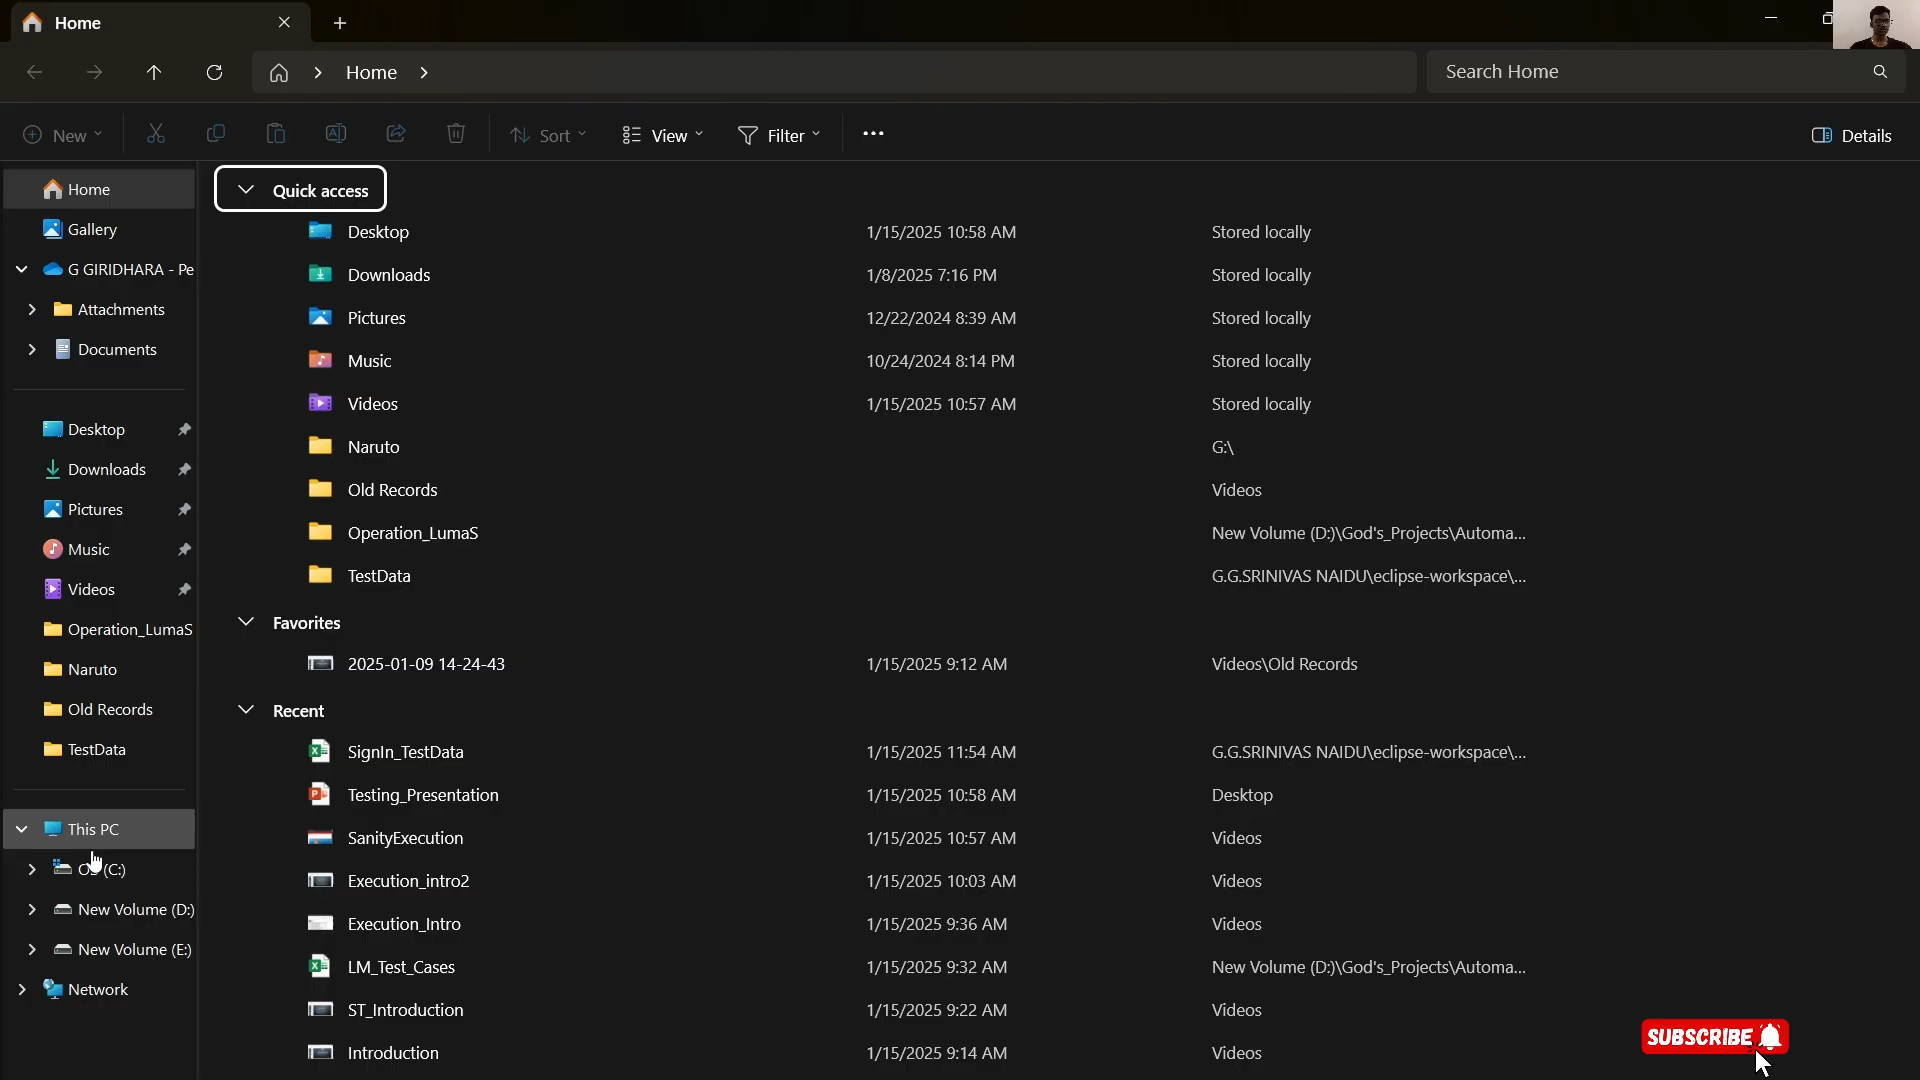 Home
Home
Search Home
New
Sort
View
Filter
Details
Home
Gallery
G GIRIDHARA - Pe
Attachments
Documents
Desktop
Downloads
Pictures
Music
Videos
Operation_LumaS
Naruto
Old Records
TestData
This PC
(C:)
New Volume (D:)
New Volume (E:)
Network
Quick access
Desktop 1/15/2025 10:58 AM Stored locally
Downloads 1/8/2025 7:16 PM Stored locally
Pictures 12/22/2024 8:39 AM Stored locally
Music 10/24/2024 8:14 PM Stored locally
Videos 1/15/2025 10:57 AM Stored locally
Naruto G:\
Old Records Videos
Operation_LumaS New Volume (D:)\God's_Projects\Automa...
TestData G.G.SRINIVAS NAIDU\eclipse-workspace\...
Favorites
2025-01-09 14-24-43 1/15/2025 9:12 AM Videos\Old Records
Recent
SignIn_TestData 1/15/2025 11:54 AM G.G.SRINIVAS NAIDU\eclipse-workspace\...
Testing_Presentation 1/15/2025 10:58 AM Desktop
SanityExecution 1/15/2025 10:57 AM Videos
Execution_intro2 1/15/2025 10:03 AM Videos
Execution_Intro 1/15/2025 9:36 AM Videos
LM_Test_Cases 1/15/2025 9:32 AM New Volume (D:)\God's_Projects\Automa...
ST_Introduction 1/15/2025 9:22 AM Videos
Introduction 1/15/2025 9:14 AM Videos
SUBSCRIBE